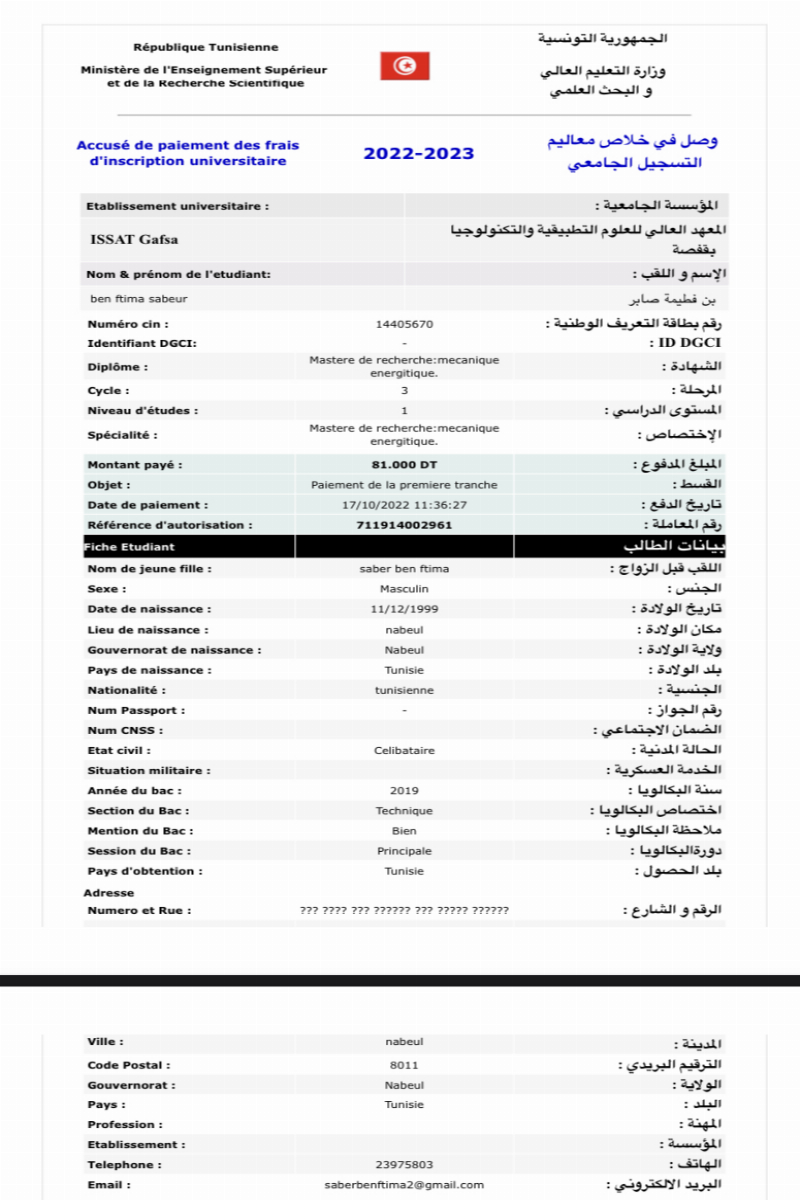 République Tunisienne
الجمهورية التونسية
Ministère de l'Enseignement Supérieur
et de la Recherche Scientifique
وزارة التعليم العالي
و البحث العلمي
Accusé de paiement des frais
d'inscription universitaire
2022-2023
وصل في خلاص معاليم
التسجيل الجامعي
Etablissement universitaire : المؤسسة الجامعية :
ISSAT Gafsa
المعهد العالي للعلوم التطبيقية والتكنولوجيا
بقفصة
Nom & prénom de l'etudiant: الإسم و اللقب :
ben ftima sabeur بن فطيمة صابر
Numéro cin : 14405670 رقم بطاقة التعريف الوطنية :
Identifiant DGCI: - ID DGCI :
Diplôme : Mastere de recherche:mecanique
energitique. الشهادة :
Cycle : 3 المرحلة :
Niveau d'études : 1 المستوى الدراسي :
Spécialité : Mastere de recherche:mecanique
energitique. الإختصاص :
Montant payé : 81.000 DT المبلغ المدفوع :
Objet : Paiement de la premiere tranche القسط :
Date de paiement : 17/10/2022 11:36:27 تاريخ الدفع :
Référence d'autorisation : 711914002961 رقم المعاملة :
Fiche Etudiant بيانات الطالب
Nom de jeune fille : saber ben ftima اللقب قبل الزواج :
Sexe : Masculin الجنس :
Date de naissance : 11/12/1999 تاريخ الولادة :
Lieu de naissance : nabeul مكان الولادة :
Gouvernorat de naissance : Nabeul ولاية الولادة :
Pays de naissance : Tunisie بلد الولادة :
Nationalité : tunisienne الجنسية :
Num Passport : - رقم الجواز :
Num CNSS : الضمان الاجتماعي :
Etat civil : Celibataire الحالة المدنية :
Situation militaire : الخدمة العسكرية :
Année du bac : 2019 سنة البكالويا :
Section du Bac : Technique اختصاص البكالويا :
Mention du Bac : Bien ملاحظة البكالويا :
Session du Bac : Principale دورةالبكالويا :
Pays d'obtention : Tunisie بلد الحصول :
Adresse
Numero et Rue : ??? ???? ??? ?????? ??? ????? ?????? الرقم و الشارع :
Ville : nabeul المدينة :
Code Postal : 8011 الترقيم البريدي :
Gouvernorat : Nabeul الولاية :
Pays : Tunisie البلد :
Profession : المهنة :
Etablissement : المؤسسة :
Telephone : 23975803 الهاتف :
Email : saberbenftima2@gmail.com البريد الالكتروني :